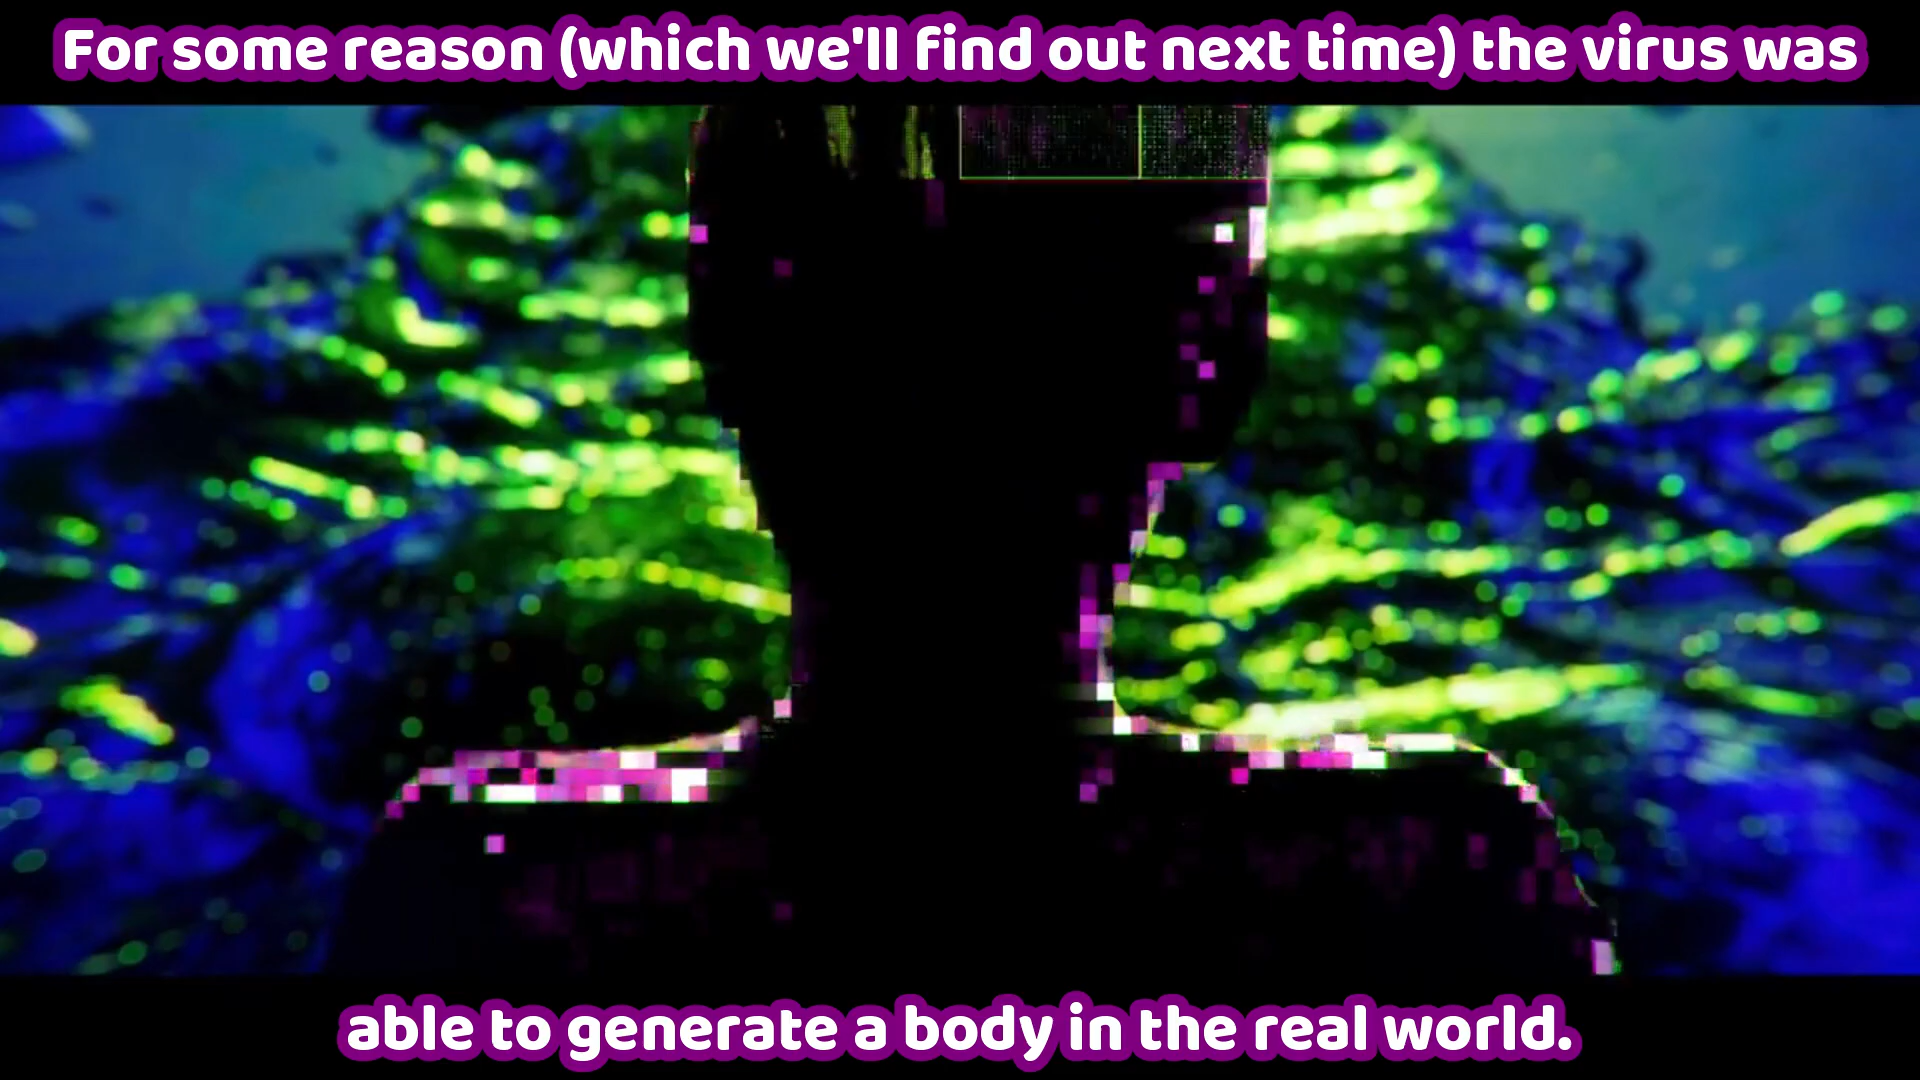 For some reason (which we'll find out next time) the virus was
able to generate a body in the real world.